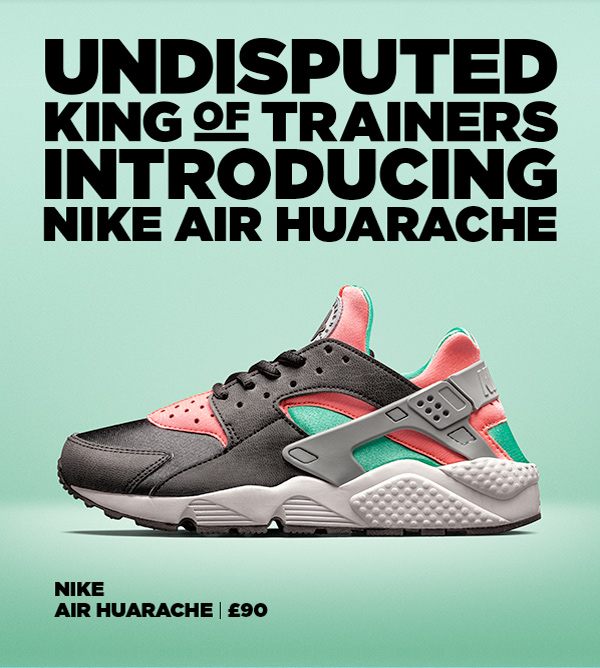 UNDISPUTED
KING OF TRAINERS
INTRODUCING
NIKE AIR HUARACHE
NIKE
AIR HUARACHE | £90